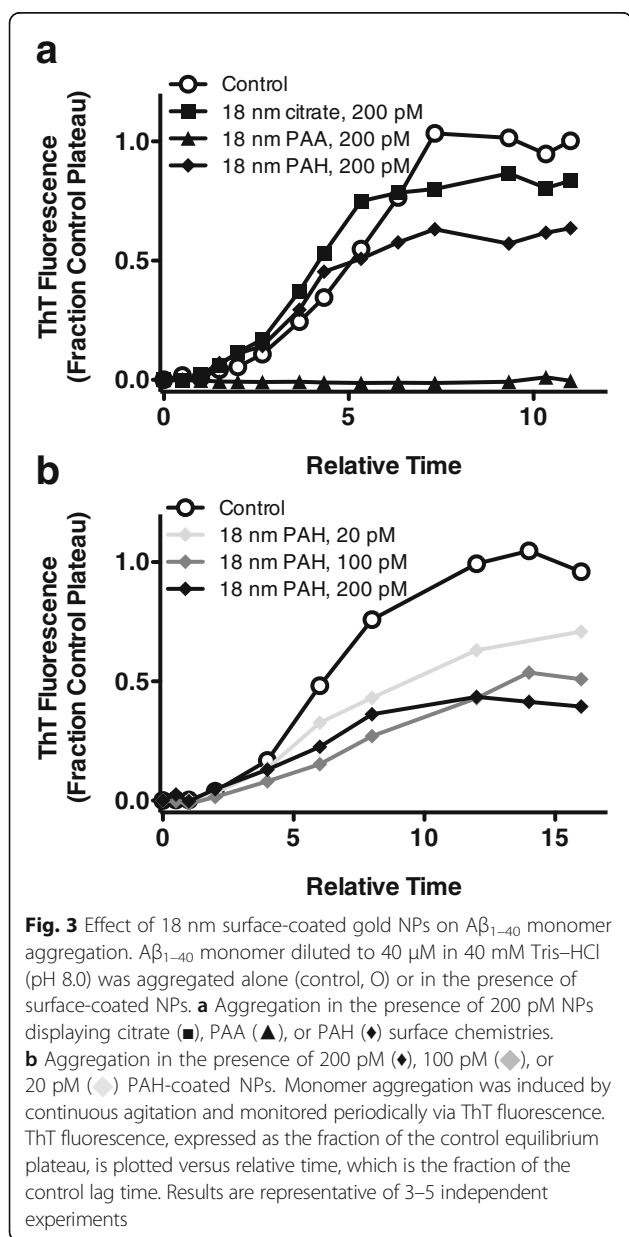 a
Control
18 nm citrate, 200 pM
18 nm PAA, 200 pM
18 nm PAH, 200 pM
ThT Fluorescence
(Fraction Control Plateau)
1.0
0.5
0.0
0 5 10
Relative Time
b
Control
18 nm PAH, 20 pM
18 nm PAH, 100 pM
18 nm PAH, 200 pM
ThT Fluorescence
(Fraction Control Plateau)
1.0
0.5
0.0
0 5 10 15
Relative Time
Fig. 3 Effect of 18 nm surface-coated gold NPs on Aβ1–40 monomer
aggregation. Aβ1–40 monomer diluted to 40 μM in 40 mM Tris–HCl
(pH 8.0) was aggregated alone (control, O) or in the presence of
surface-coated NPs. a Aggregation in the presence of 200 pM NPs
displaying citrate (■), PAA (▲), or PAH (♦) surface chemistries.
b Aggregation in the presence of 200 pM (♦), 100 pM (◆), or
20 pM (◆) PAH-coated NPs. Monomer aggregation was induced by
continuous agitation and monitored periodically via ThT fluorescence.
ThT fluorescence, expressed as the fraction of the control equilibrium
plateau, is plotted versus relative time, which is the fraction of the
control lag time. Results are representative of 3–5 independent
experiments